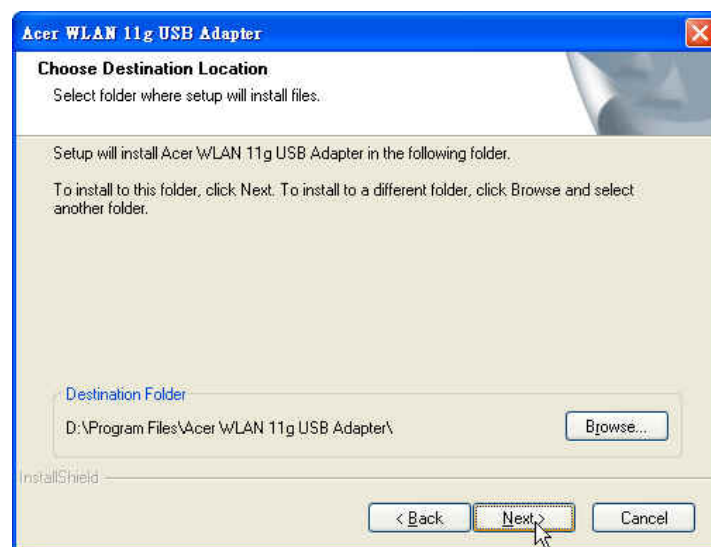 Acer WLAN 11g USB Adapter
Choose Destination Location
Select folder where setup will install files.
Setup will install Acer WLAN 11g USB Adapter in the following folder.
To install to this folder, click Next. To install to a different folder, click Browse and select
another folder.
Destination Folder
D:\Program Files\Acer WLAN 11g USB Adapter\
Browse...
InstallShield
< Back
Next >
Cancel